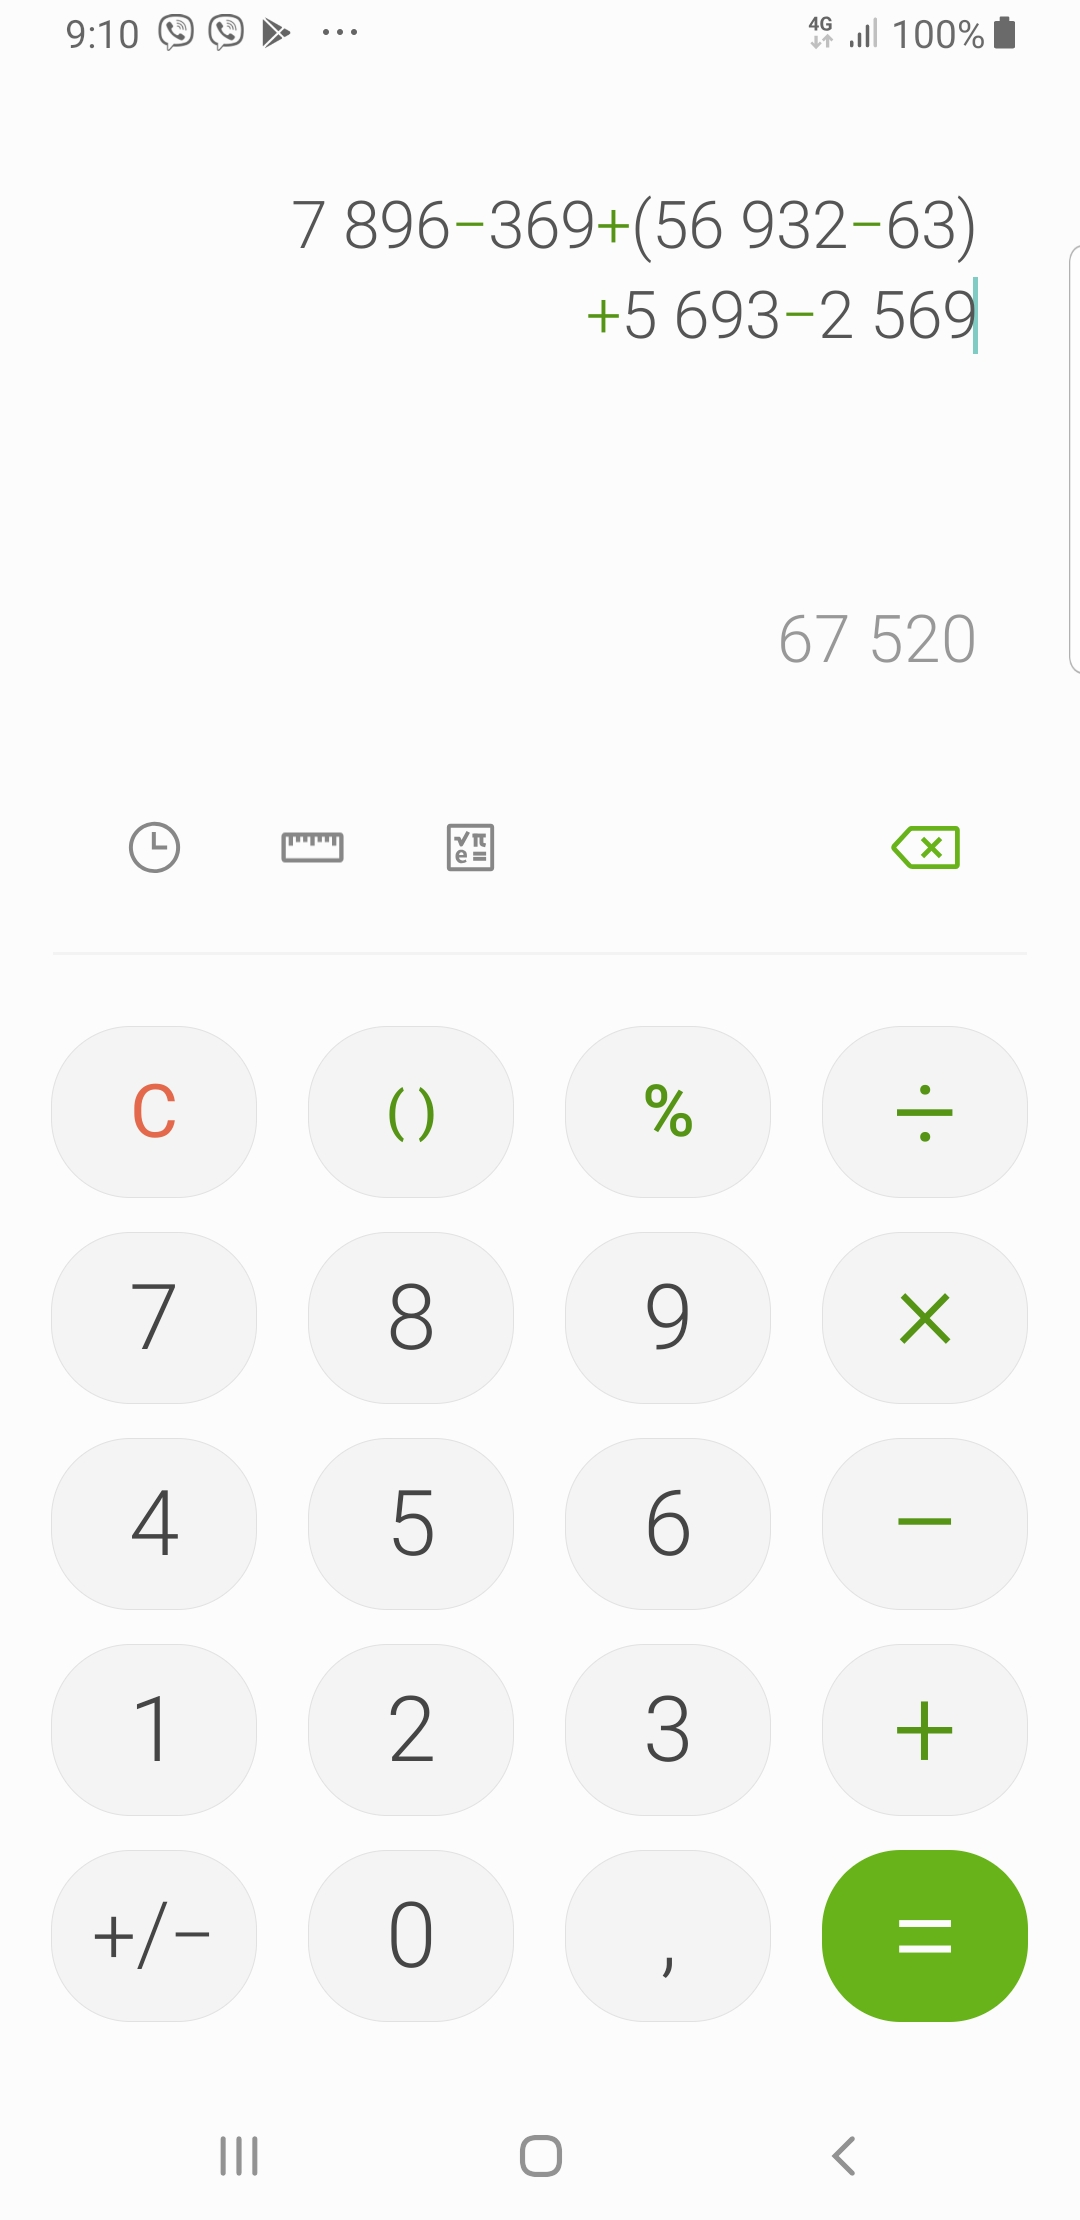 9:10 4G 100%
7 896−369+(56 932−63)
+5 693−2 569
67 520
√π
e=
C ( ) % ÷
7 8 9 ×
4 5 6 −
1 2 3 +
+/− 0 , =